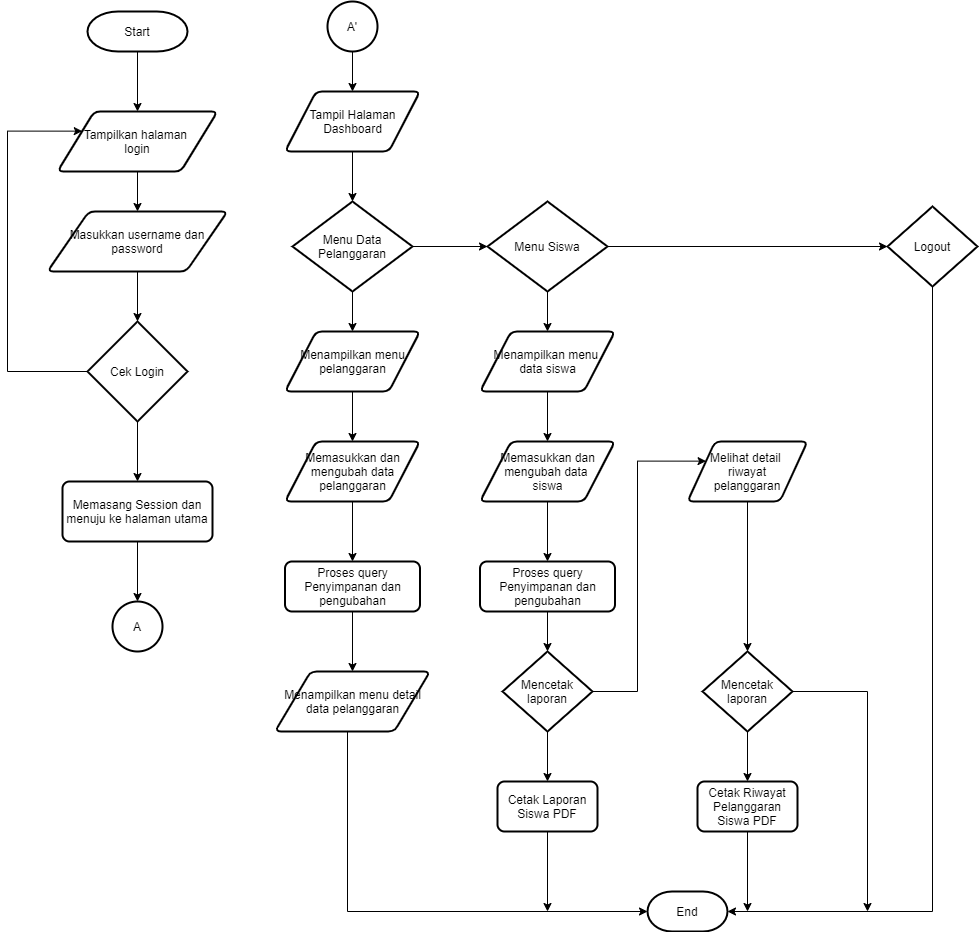 Start
Tampilkan halaman
login
Masukkan username dan
password
Cek Login
Memasang Session dan
menuju ke halaman utama
A
A'
Tampil Halaman
Dashboard
Menu Data
Pelanggaran
Menu Siswa
Logout
Menampilkan menu
pelanggaran
Menampilkan menu
data siswa
Memasukkan dan
mengubah data
pelanggaran
Memasukkan dan
mengubah data
siswa
Melihat detail
riwayat
pelanggaran
Proses query
Penyimpanan dan
pengubahan
Proses query
Penyimpanan dan
pengubahan
Menampilkan menu detail
data pelanggaran
Mencetak
laporan
Mencetak
laporan
Cetak Laporan
Siswa PDF
Cetak Riwayat
Pelanggaran
Siswa PDF
End